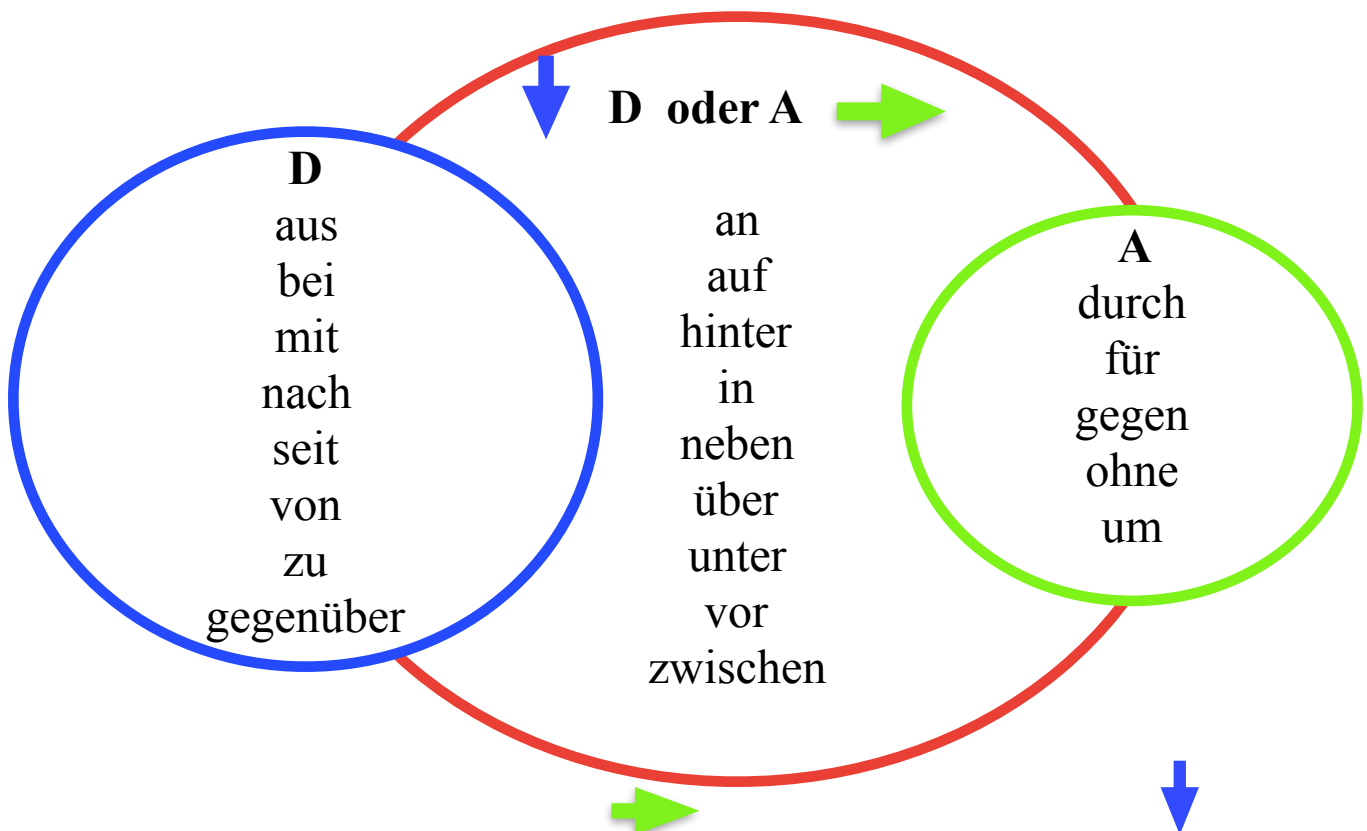 D oder A
D
aus
bei
mit
nach
seit
von
zu
gegenüber
an
auf
hinter
in
neben
über
unter
vor
zwischen
A
durch
für
gegen
ohne
um